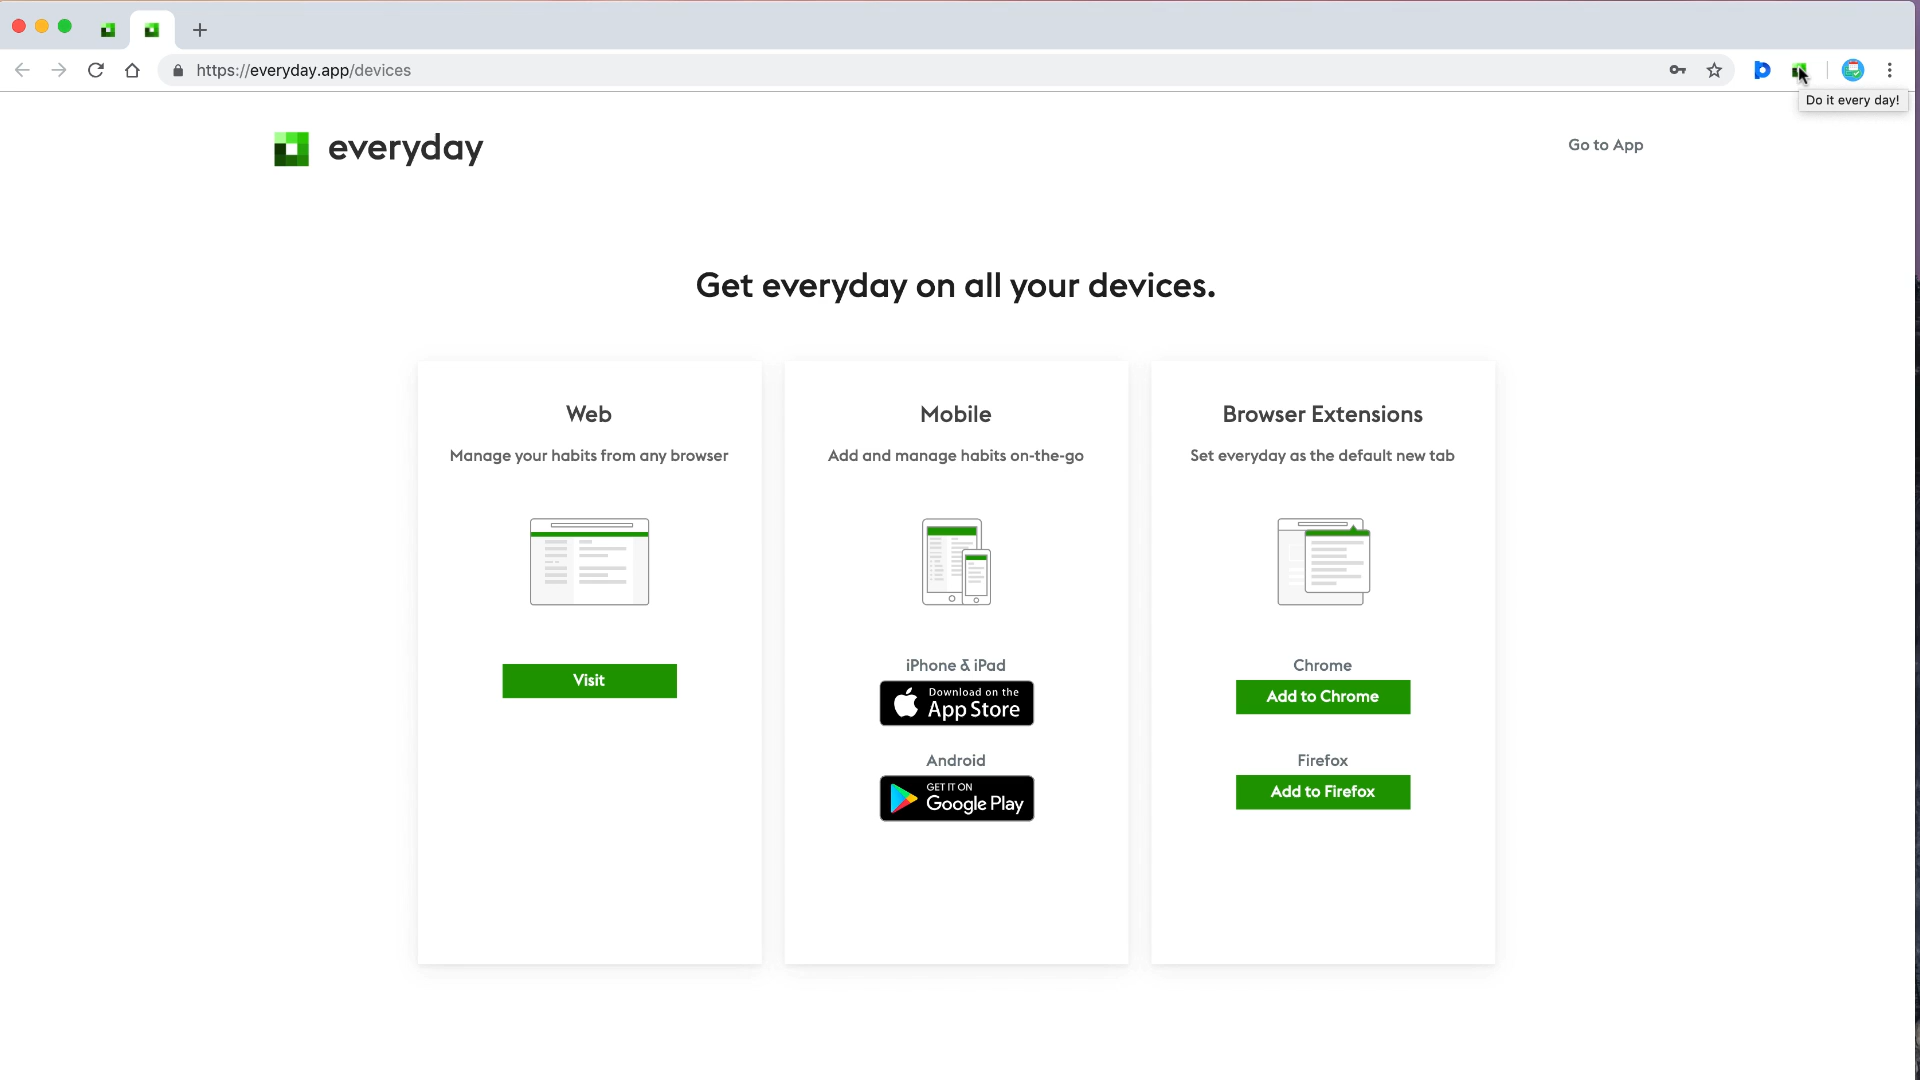 https://everyday.app/devices
Do it every day!
everyday
Go to App
Get everyday on all your devices.
Web
Manage your habits from any browser
Visit
Mobile
Add and manage habits on-the-go
iPhone & iPad
Download on the
App Store
Android
GET IT ON
Google Play
Browser Extensions
Set everyday as the default new tab
Chrome
Add to Chrome
Firefox
Add to Firefox